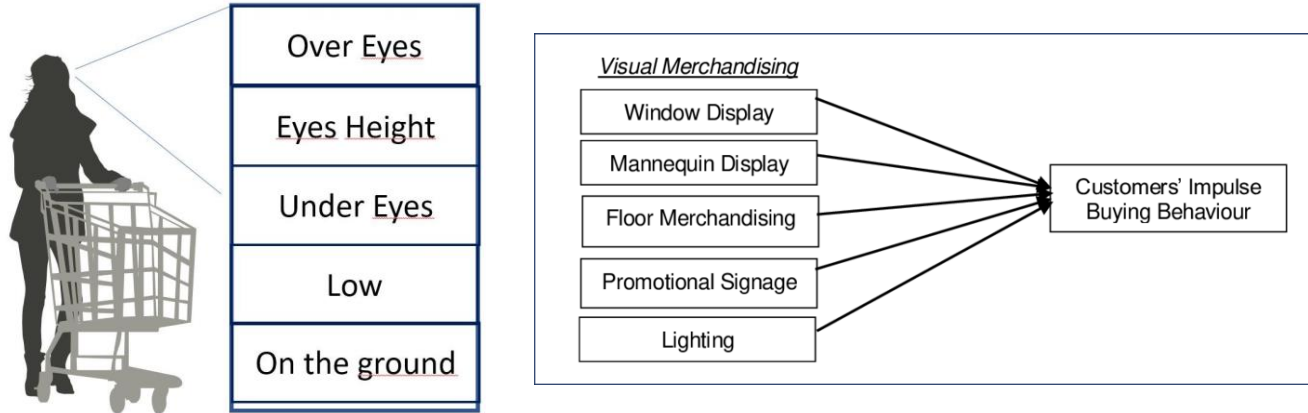 Over Eyes
Eyes Height
Under Eyes
Low
On the ground
Visual Merchandising
Window Display
Mannequin Display
Floor Merchandising
Promotional Signage
Lighting
Customers' Impulse
Buying Behaviour